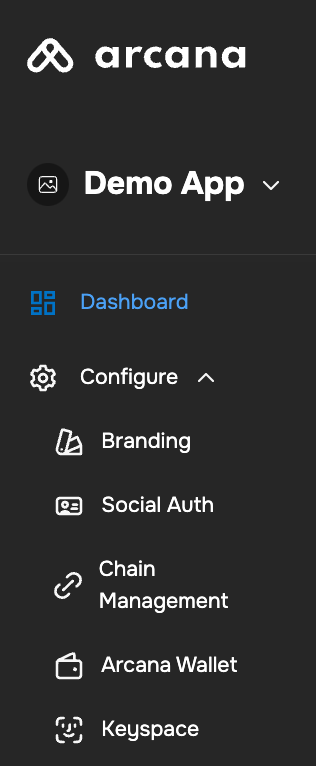 arcana
Demo App
Dashboard
Configure
Branding
Social Auth
Chain
Management
Arcana Wallet
Keyspace